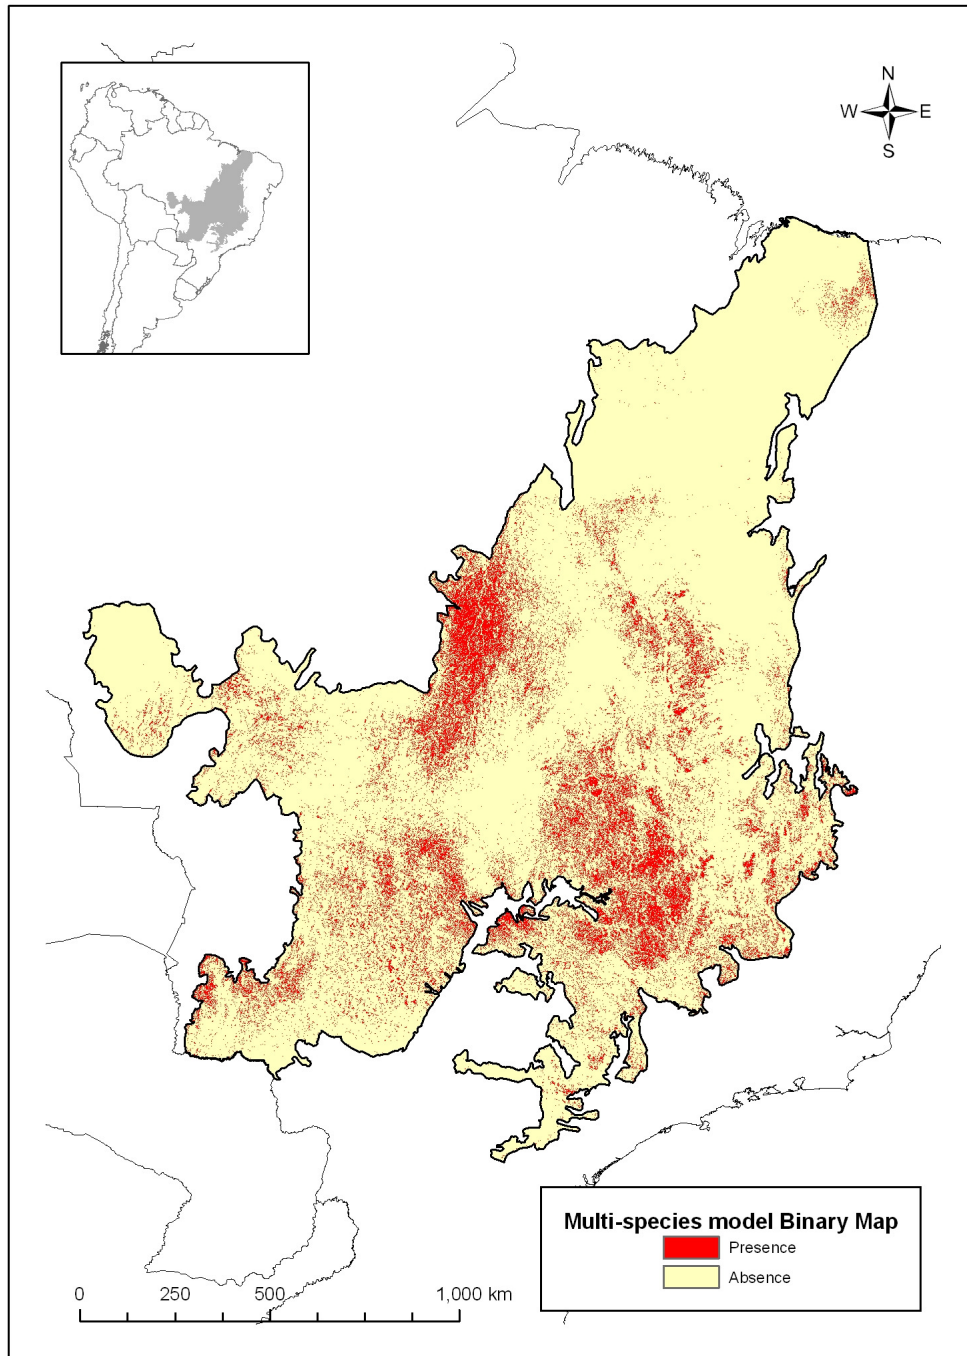 N
W E
S
Multi-species model Binary Map
Presence
Absence
0 250 500 1,000 km